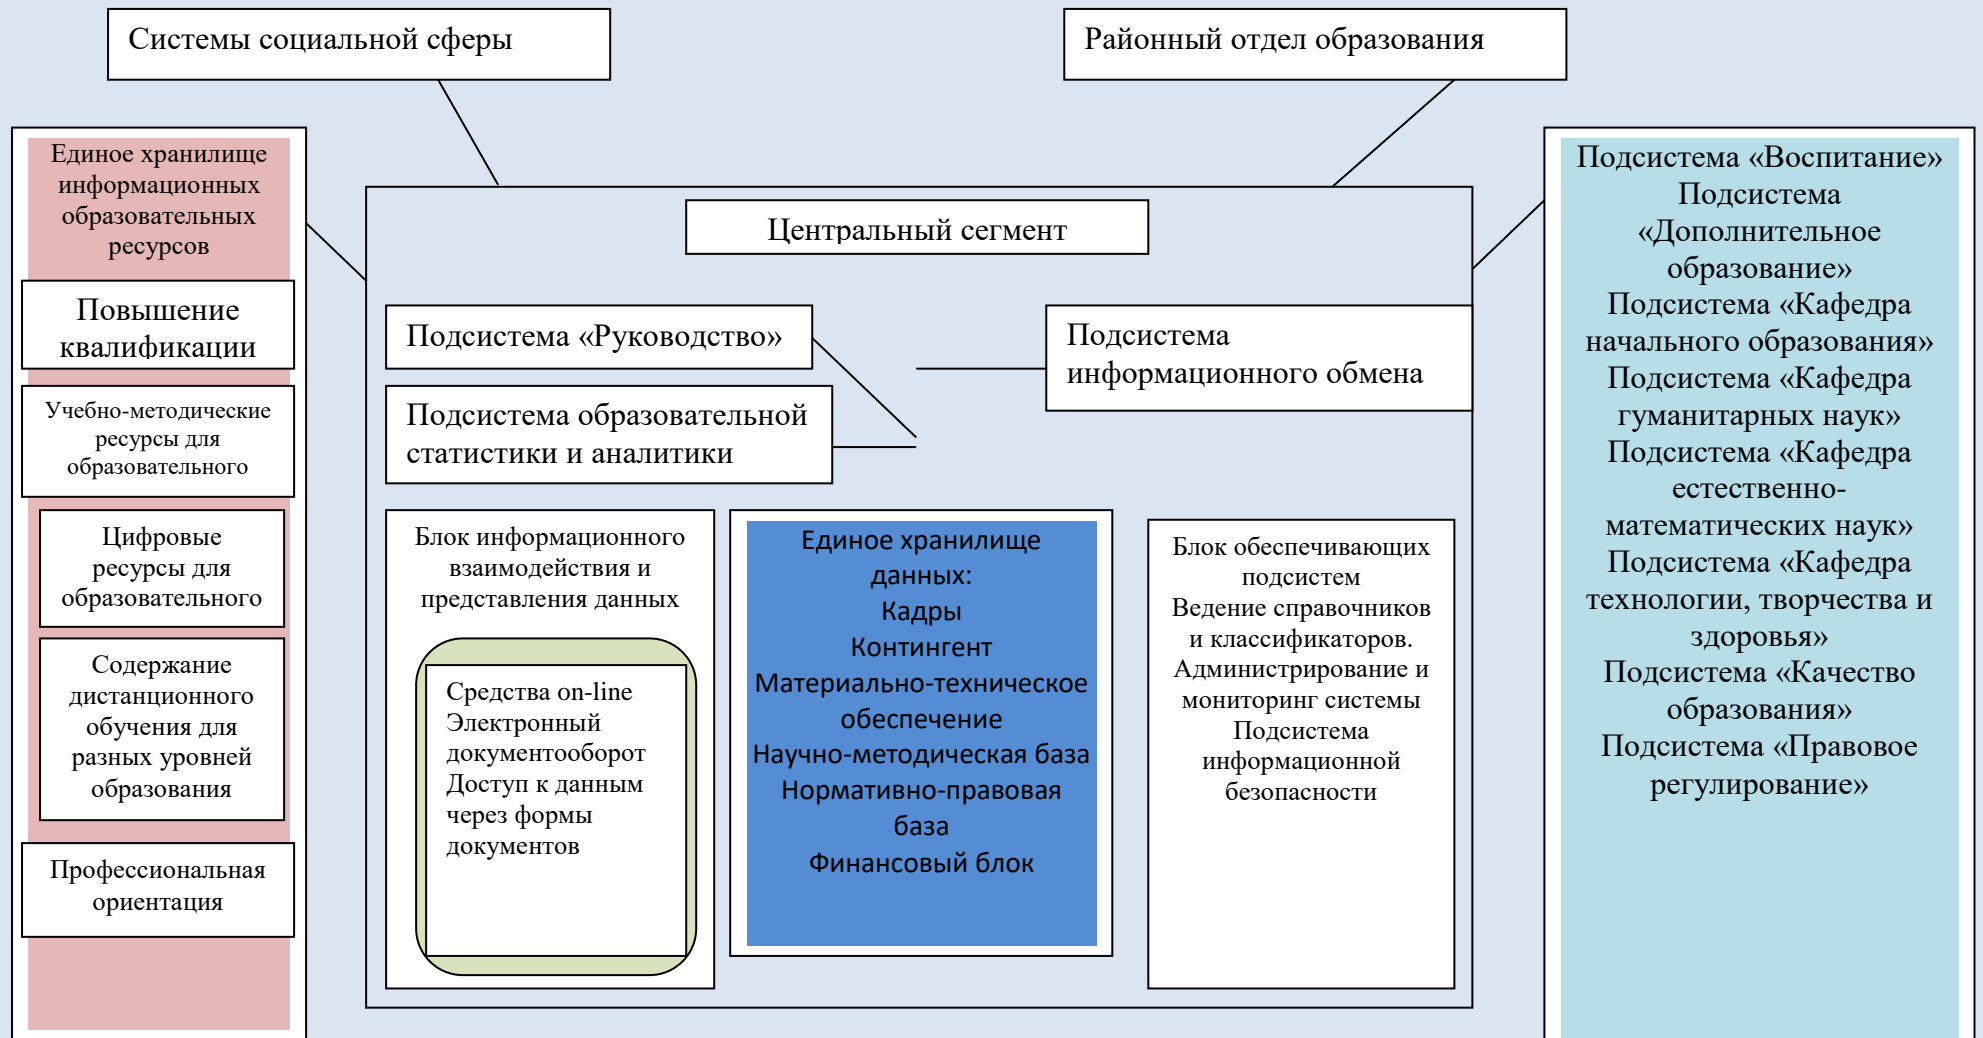 Системы социальной сферы
Районный отдел образования
Единое хранилище
информационных
образовательных
ресурсов
Повышение
квалификации
Учебно-методические
ресурсы для
образовательного
Цифровые
ресурсы для
образовательного
Содержание
дистанционного
обучения для
разных уровней
образования
Профессиональная
ориентация
Центральный сегмент
Подсистема «Руководство»
Подсистема
информационного обмена
Подсистема образовательной
статистики и аналитики
Блок информационного
взаимодействия и
представления данных
Средства on-line
Электронный
документооборот
Доступ к данным
через формы
документов
Единое хранилище
данных:
Кадры
Контингент
Материально-техническое
обеспечение
Научно-методическая база
Нормативно-правовая
база
Финансовый блок
Блок обеспечивающих
подсистем
Ведение справочников
и классификаторов.
Администрирование и
мониторинг системы
Подсистема
информационной
безопасности
Подсистема «Воспитание»
Подсистема
«Дополнительное
образование»
Подсистема «Кафедра
начального образования»
Подсистема «Кафедра
гуманитарных наук»
Подсистема «Кафедра
естественно-
математических наук»
Подсистема «Кафедра
технологии, творчества и
здоровья»
Подсистема «Качество
образования»
Подсистема «Правовое
регулирование»